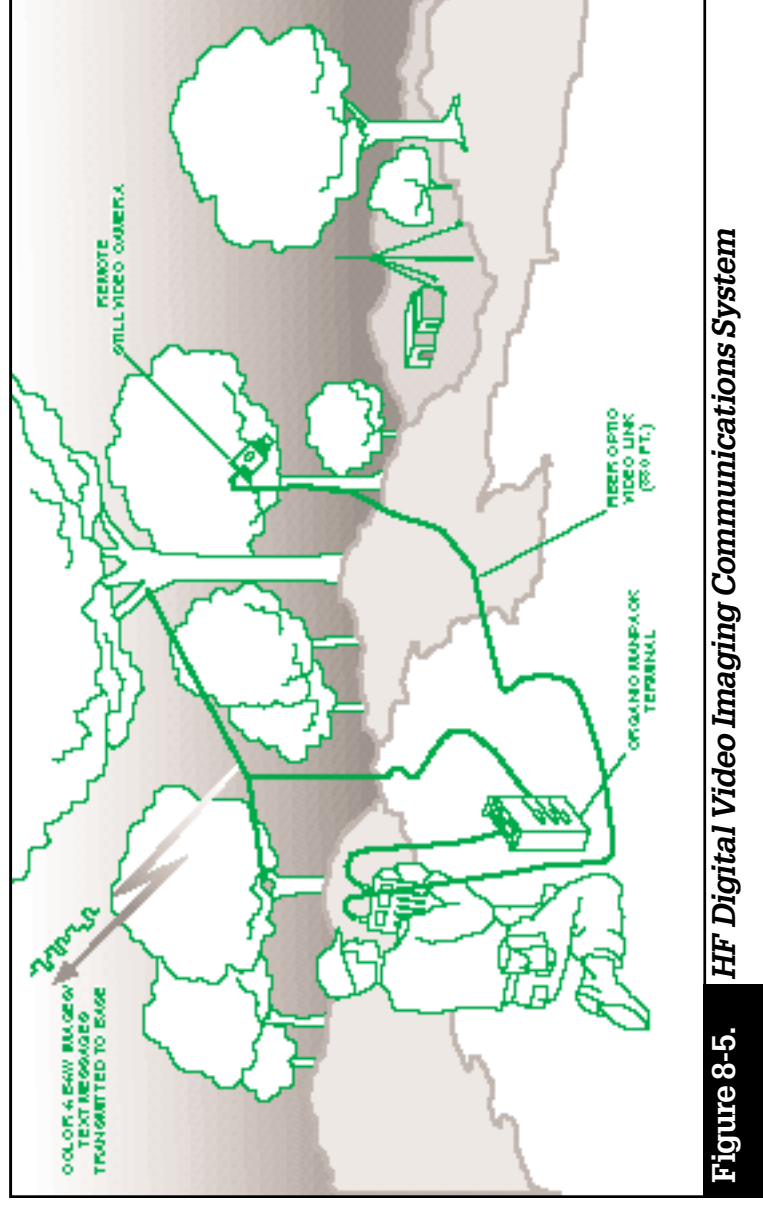 COLOR & B&W IMAGES/
TEXT MESSAGES
TRANSMITTED TO BASE
REMOTE
STILL VIDEO CAMERA
FIBER OPTIC
VIDEO LINK
FT.)
ORGANIC MANPACK
TERMINAL
Figure 8-5. HF Digital Video Imaging Communications System